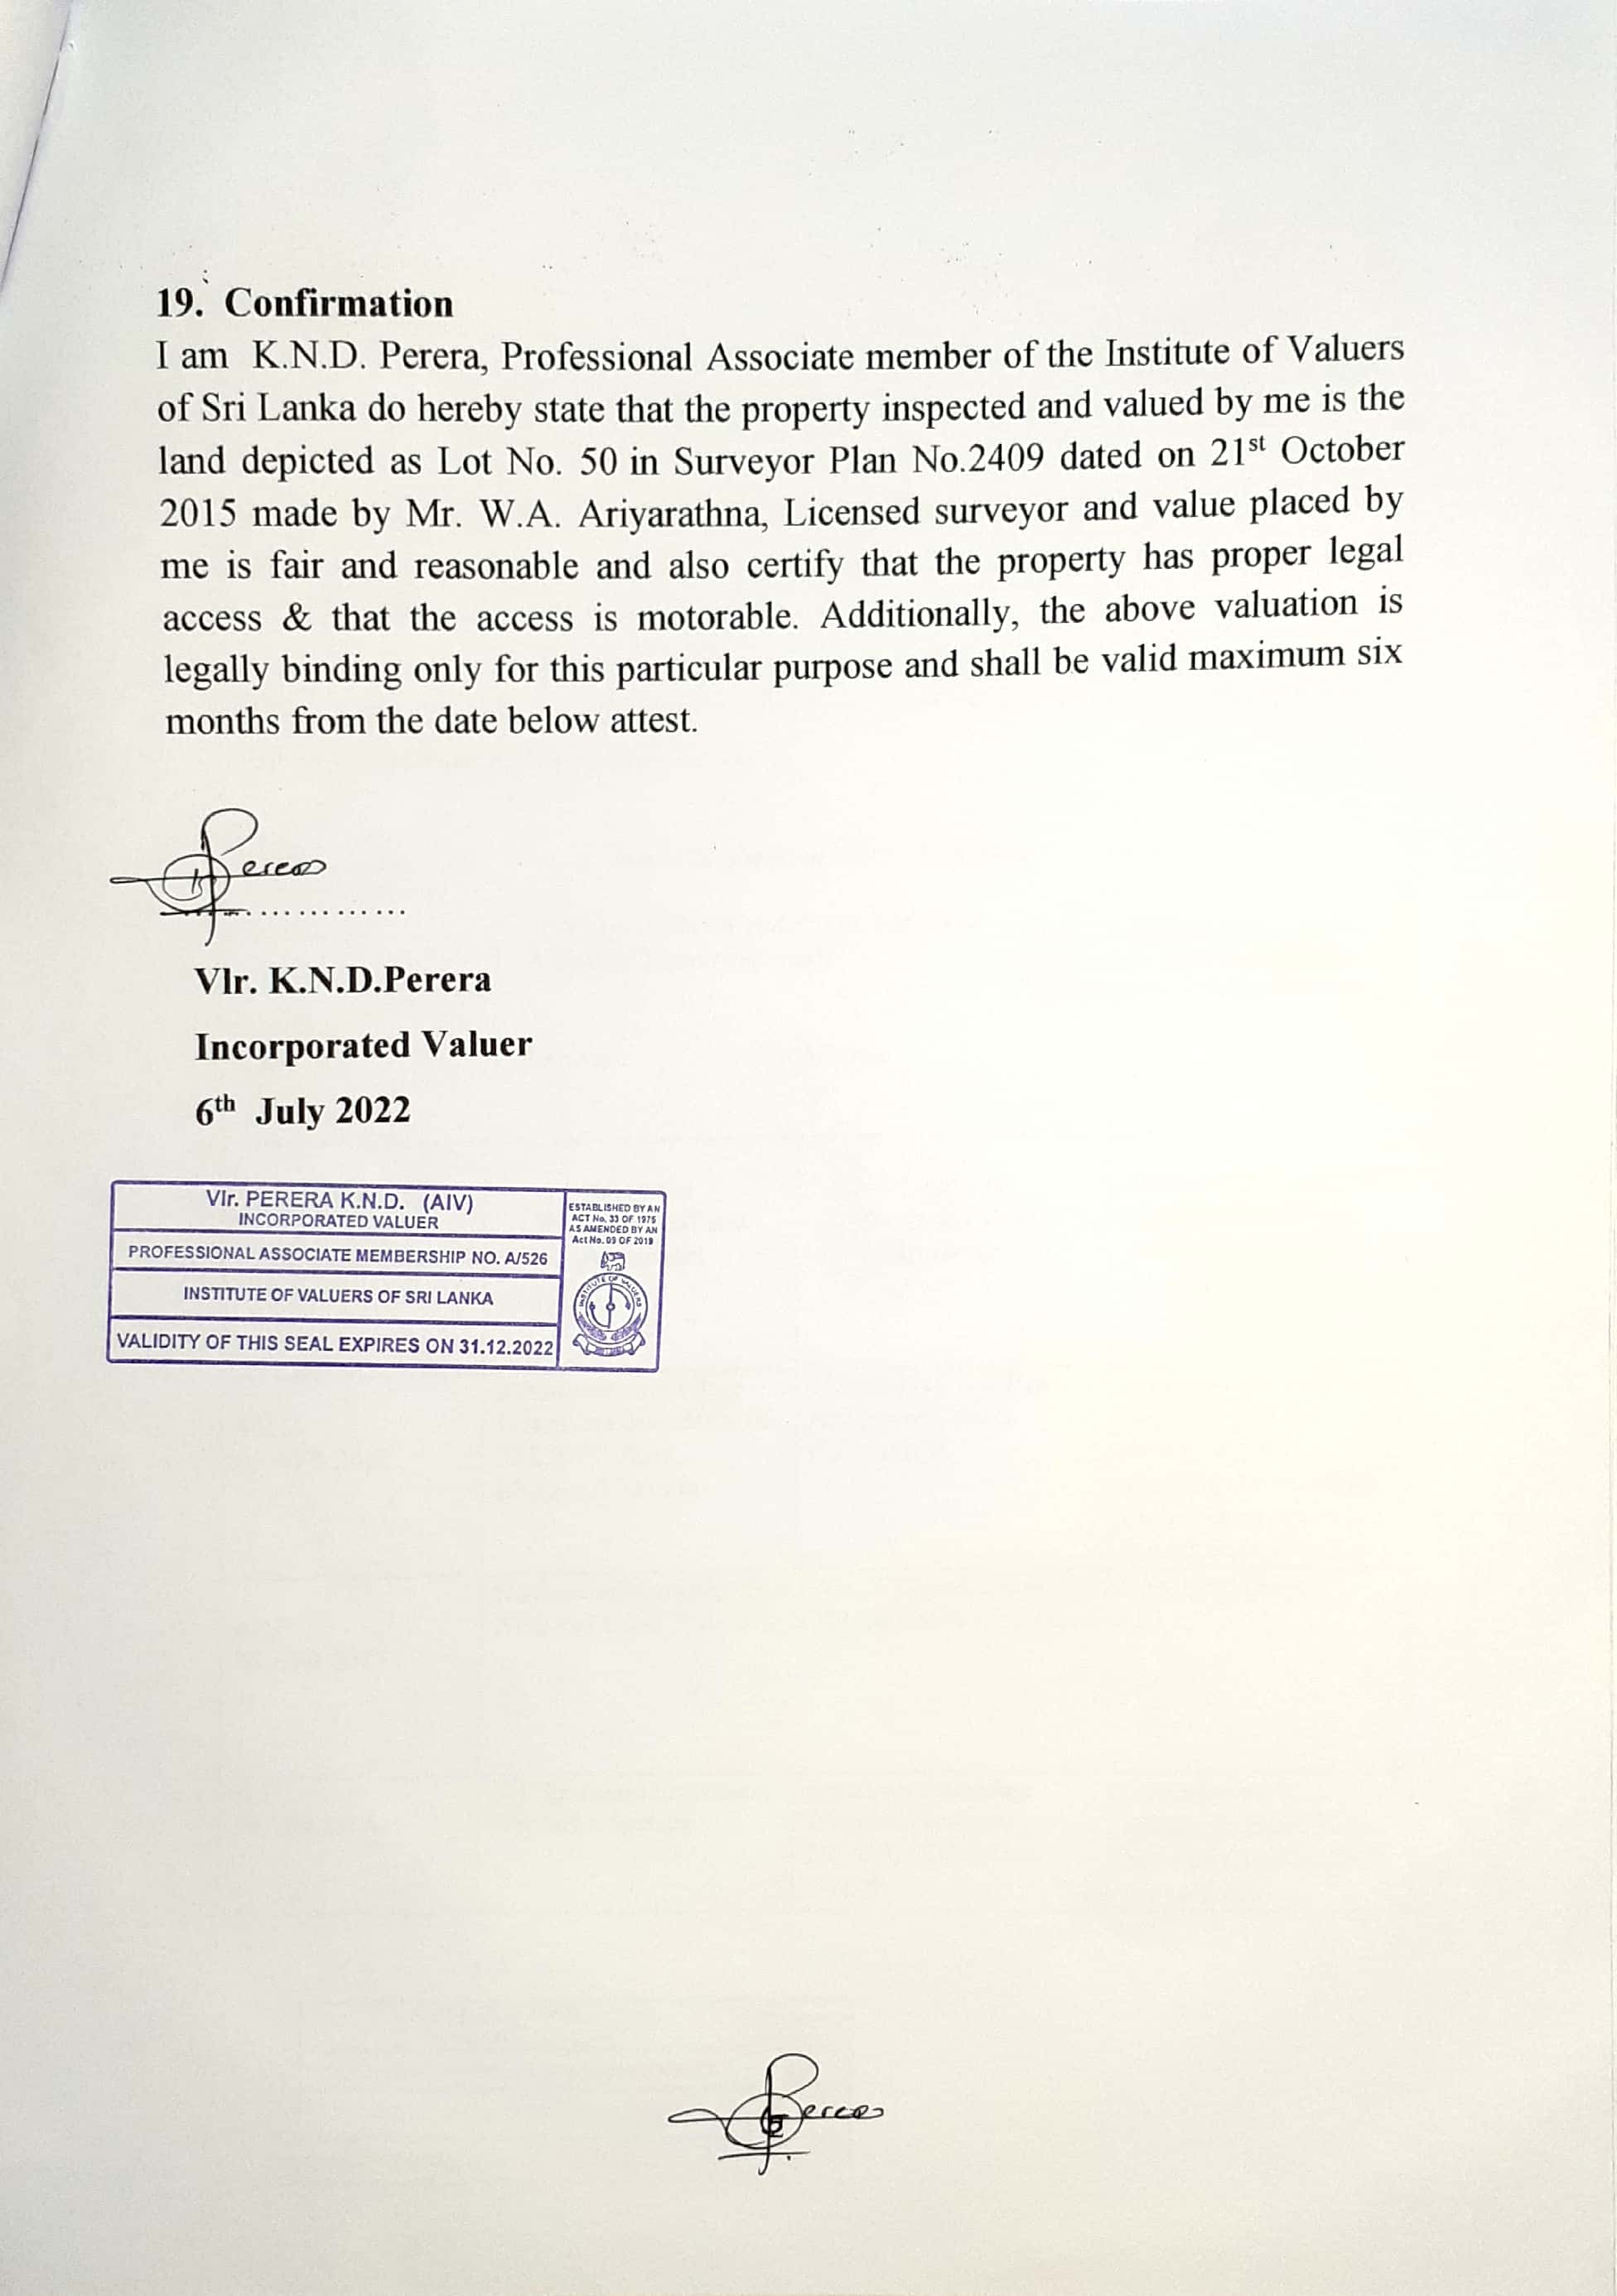 19. Confirmation
I am K.N.D. Perera, Professional Associate member of the Institute of Valuers
of Sri Lanka do hereby state that the property inspected and valued by me is the
land depicted as Lot No. 50 in Surveyor Plan No.2409 dated on 21st October
2015 made by Mr. W.A. Ariyarathna, Licensed surveyor and value placed by
me is fair and reasonable and also certify that the property has proper legal
access & that the access is motorable. Additionally, the above valuation is
legally binding only for this particular purpose and shall be valid maximum six
months from the date below attest.
Perera
..............
Vlr. K.N.D.Perera
Incorporated Valuer
6th July 2022
Vlr. PERERA K.N.D. (AIV)
INCORPORATED VALUER
PROFESSIONAL ASSOCIATE MEMBERSHIP NO. A/526
INSTITUTE OF VALUERS OF SRI LANKA
VALIDITY OF THIS SEAL EXPIRES ON 31.12.2022
ESTABLISHED BY AN
ACT No. 33 OF 1975
AS AMENDED BY AN
Act No. 09 OF 2019
INSTITUTE OF VALUERS
Perera